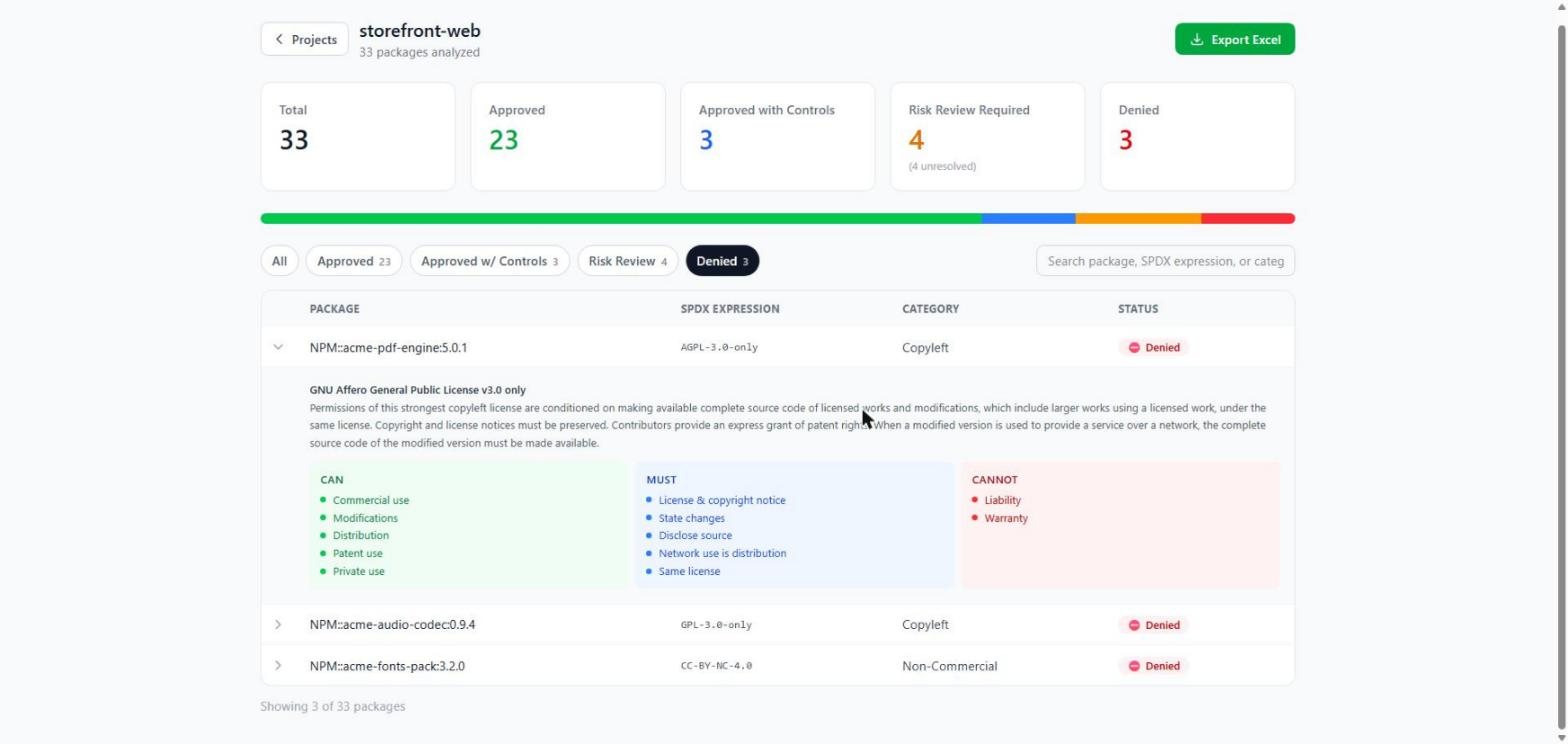 Projects
storefront-web
33 packages analyzed
Export Excel
Total
33
Approved
23
Approved with Controls
3
Risk Review Required
4
(4 unresolved)
Denied
3
All
Approved 23
Approved w/ Controls 3
Risk Review 4
Denied 3
Search package, SPDX expression, or categ
PACKAGE SPDX EXPRESSION CATEGORY STATUS
NPM::acme-pdf-engine:5.0.1 AGPL-3.0-only Copyleft Denied
GNU Affero General Public License v3.0 only
Permissions of this strongest copyleft license are conditioned on making available complete source code of licensed works and modifications, which include larger works using a licensed work, under the
same license. Copyright and license notices must be preserved. Contributors provide an express grant of patent rights. When a modified version is used to provide a service over a network, the complete
source code of the modified version must be made available.
CAN
Commercial use
Modifications
Distribution
Patent use
Private use
MUST
License & copyright notice
State changes
Disclose source
Network use is distribution
Same license
CANNOT
Liability
Warranty
NPM::acme-audio-codec:0.9.4 GPL-3.0-only Copyleft Denied
NPM::acme-fonts-pack:3.2.0 CC-BY-NC-4.0 Non-Commercial Denied
Showing 3 of 33 packages